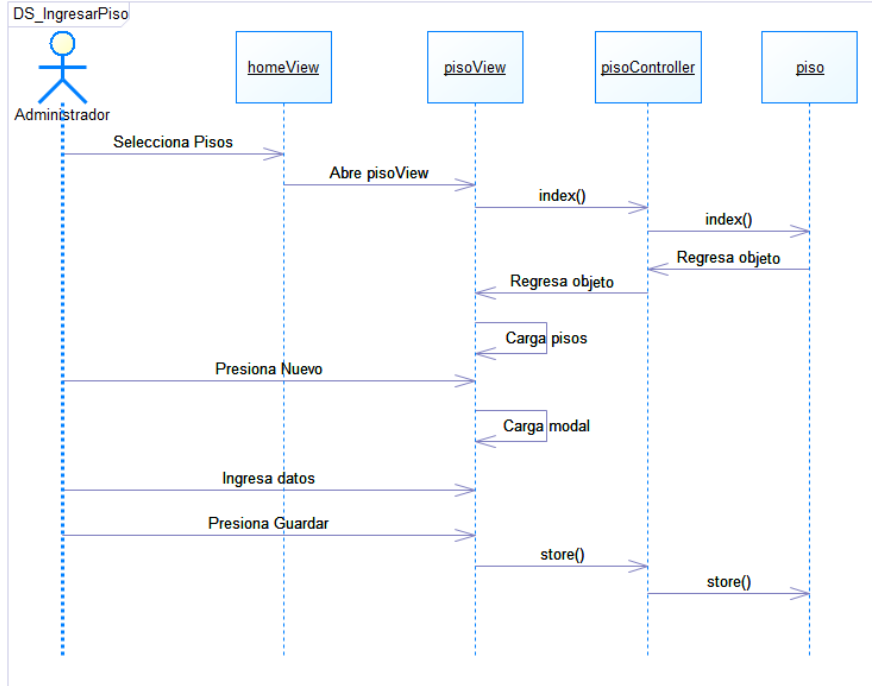 DS_IngresarPiso
homeView
pisoView
pisoController
piso
Administrador
Selecciona Pisos
Abre pisoView
index()
index()
Regresa objeto
Regresa objeto
Carga pisos
Presiona Nuevo
Carga modal
Ingresa datos
Presiona Guardar
store()
store()